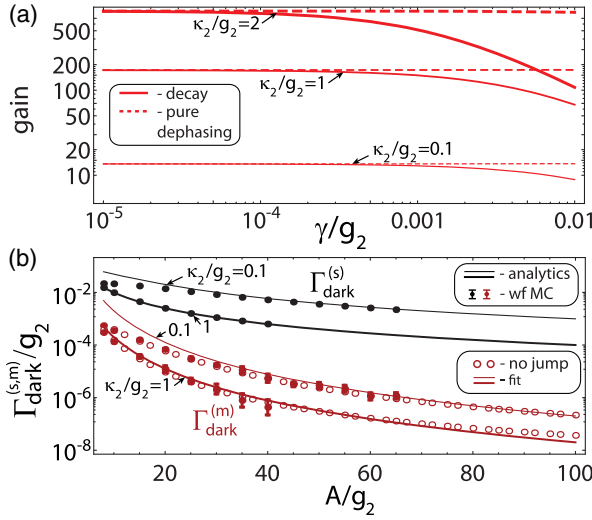 (a)
gain
500
200
100
50
20
10
κ₂/g₂=2
κ₂/g₂=1
κ₂/g₂=0.1
- decay
- pure
dephasing
10⁻⁵
10⁻⁴
0.001
0.01
γ/g₂
(b)
Γ(s,m)dark/g₂
10⁻²
10⁻⁴
10⁻⁶
10⁻⁸
κ₂/g₂=0.1
Γ(s)dark
1
0.1
κ₂/g₂=1
Γ(m)dark
- analytics
- wf MC
- no jump
- fit
20
40
60
80
100
A/g₂